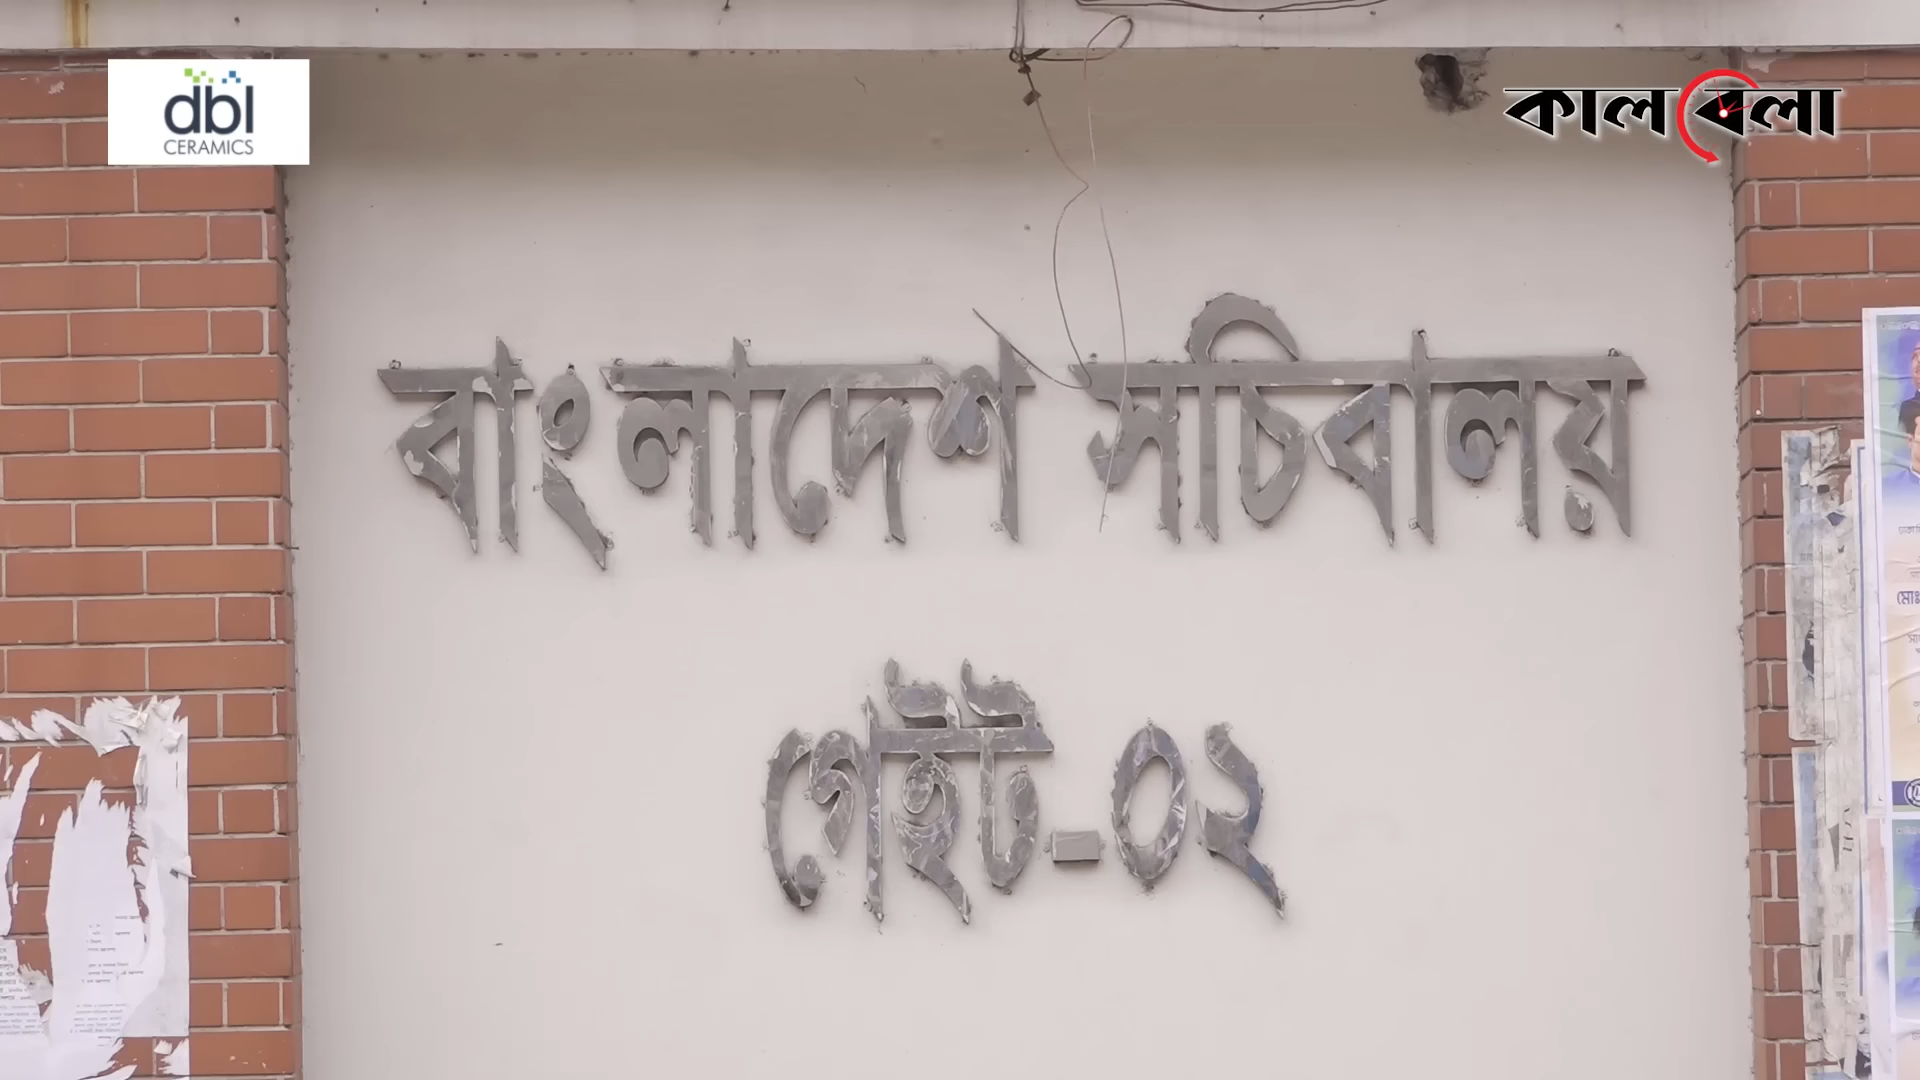 dbl
CERAMICS
কালবেলা
বাংলাদেশ সচিবালয়
গেইট-০২
মোঃ